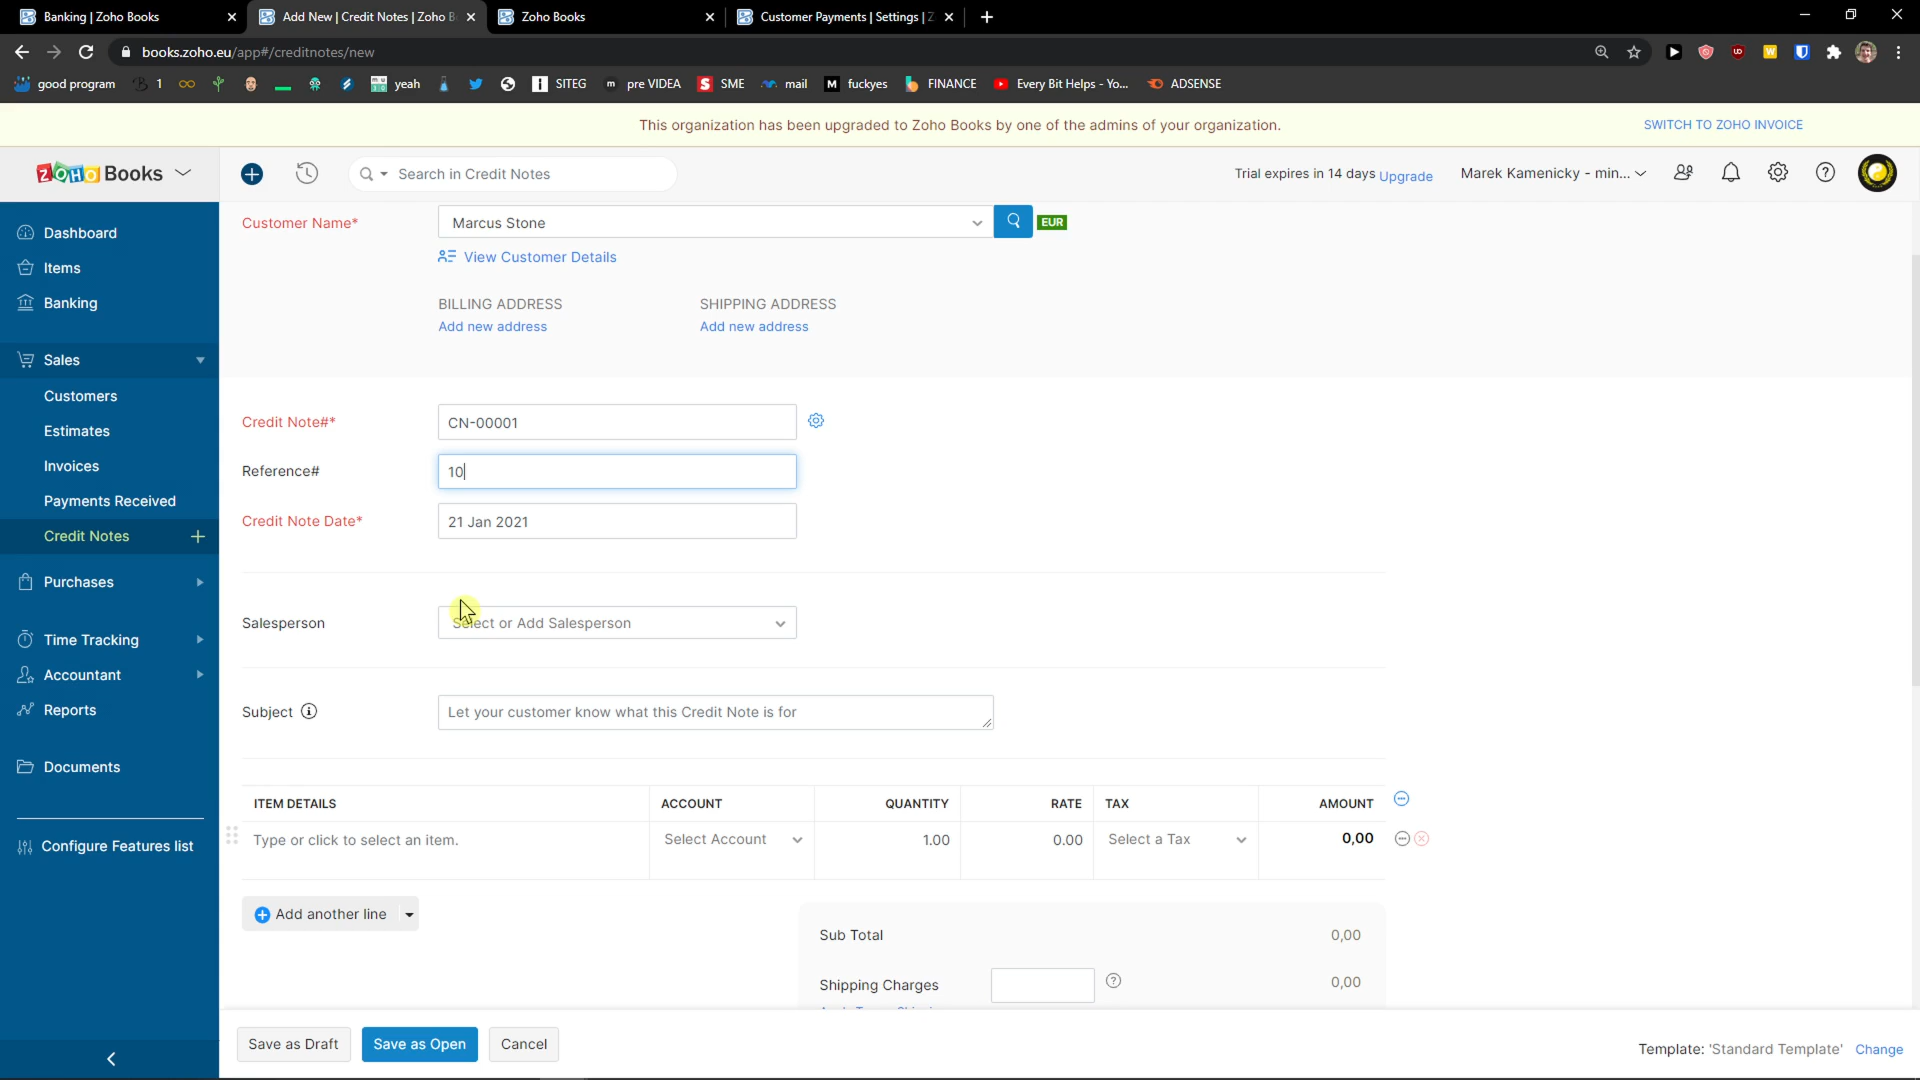 Banking | Zoho Books
Add New | Credit Notes | Zoho B
Zoho Books
Customer Payments | Settings | Z
books.zoho.eu/app#/creditnotes/new
good program
1
yeah
SITEG
pre VIDEA
SME
mail
fuckyes
FINANCE
Every Bit Helps - Yo...
ADSENSE
This organization has been upgraded to Zoho Books by one of the admins of your organization.
SWITCH TO ZOHO INVOICE
ZOHO Books
Search in Credit Notes
Trial expires in 14 days Upgrade
Marek Kamenicky - min...
Dashboard
Items
Banking
Sales
Customers
Estimates
Invoices
Payments Received
Credit Notes
Purchases
Time Tracking
Accountant
Reports
Documents
Configure Features list
Customer Name*
Marcus Stone
EUR
View Customer Details
BILLING ADDRESS
SHIPPING ADDRESS
Add new address
Add new address
Credit Note#*
CN-00001
Reference#
10
Credit Note Date*
21 Jan 2021
Salesperson
Select or Add Salesperson
Subject
Let your customer know what this Credit Note is for
ITEM DETAILS ACCOUNT QUANTITY RATE TAX AMOUNT
Type or click to select an item. Select Account 1.00 0.00 Select a Tax 0,00
Add another line
Sub Total 0,00
Shipping Charges 0,00
Save as Draft
Save as Open
Cancel
Template: 'Standard Template' Change